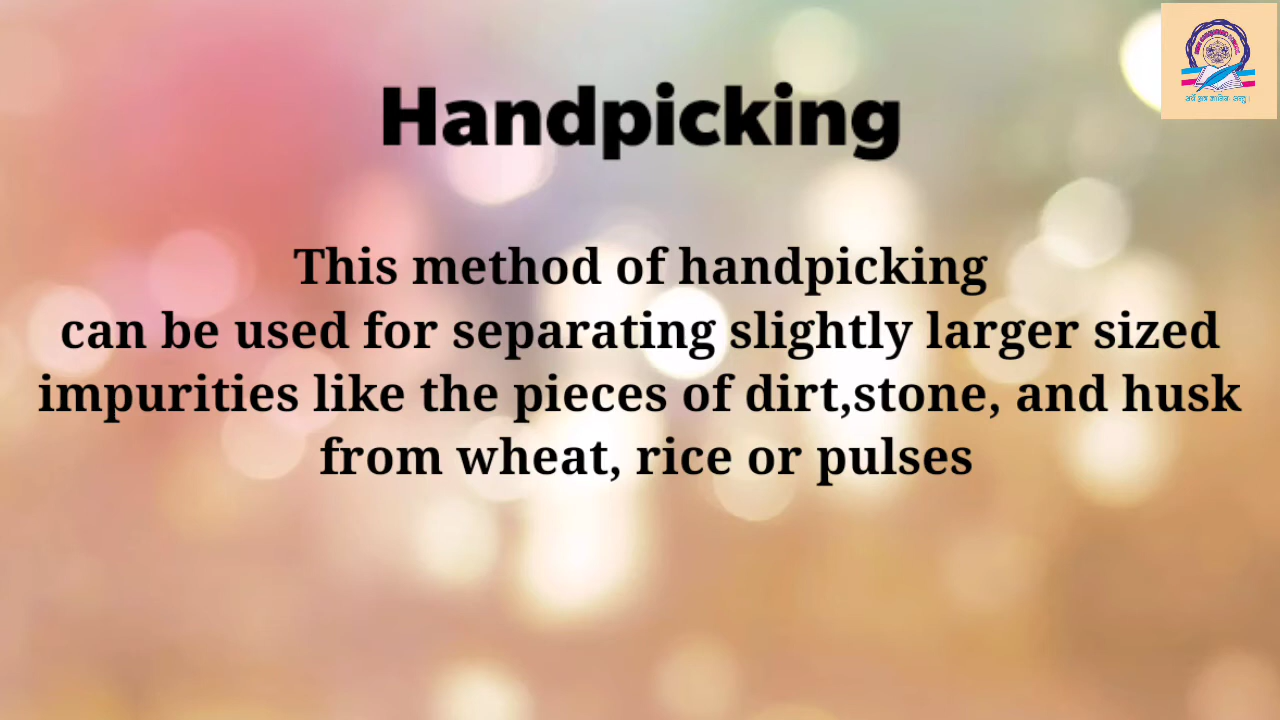 Handpicking
This method of handpicking
can be used for separating slightly larger sized
impurities like the pieces of dirt,stone, and husk
from wheat, rice or pulses